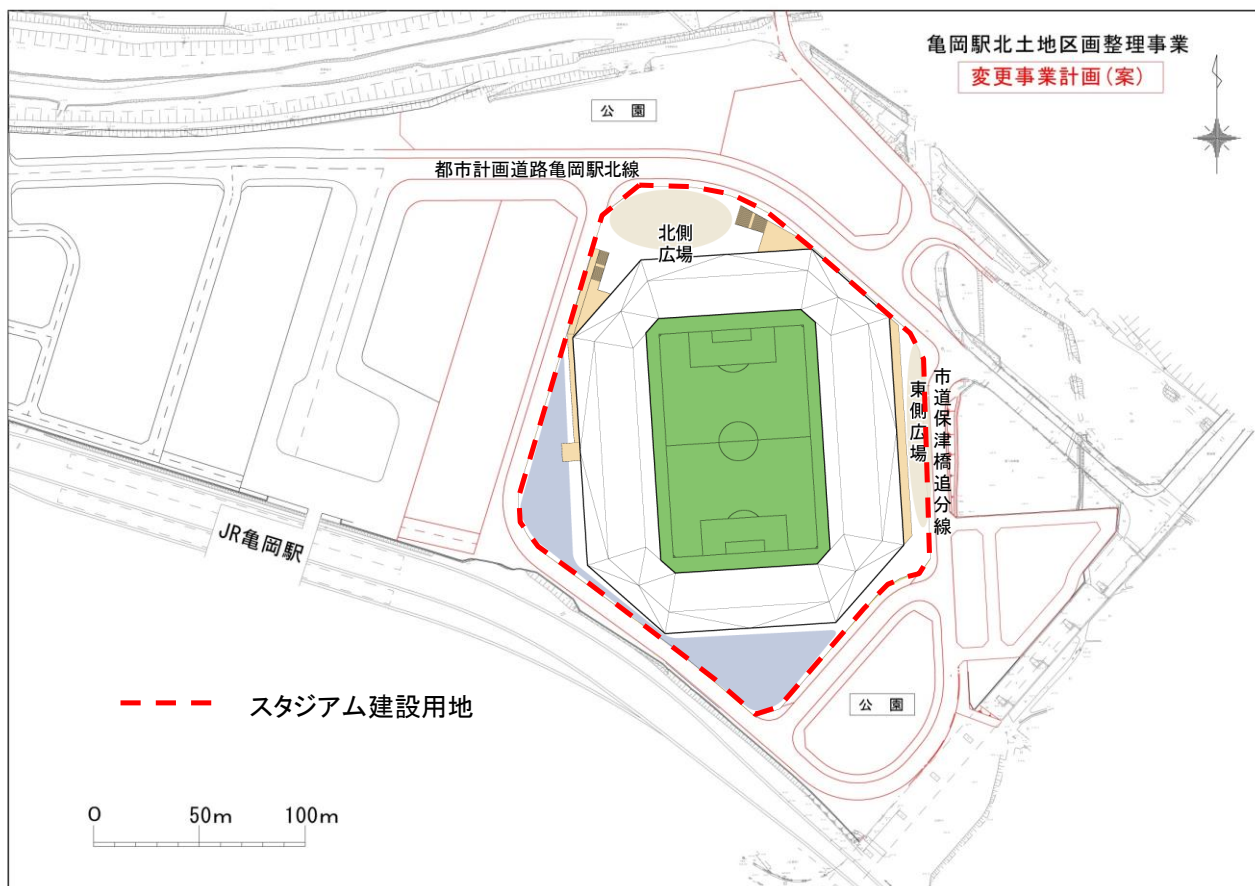 亀岡駅北土地区画整理事業
変更事業計画(案)
公 園
都市計画道路亀岡駅北線
北側
広場
東側広場
市道保津橋追分線
JR亀岡駅
公 園
スタジアム建設用地
0 50m 100m